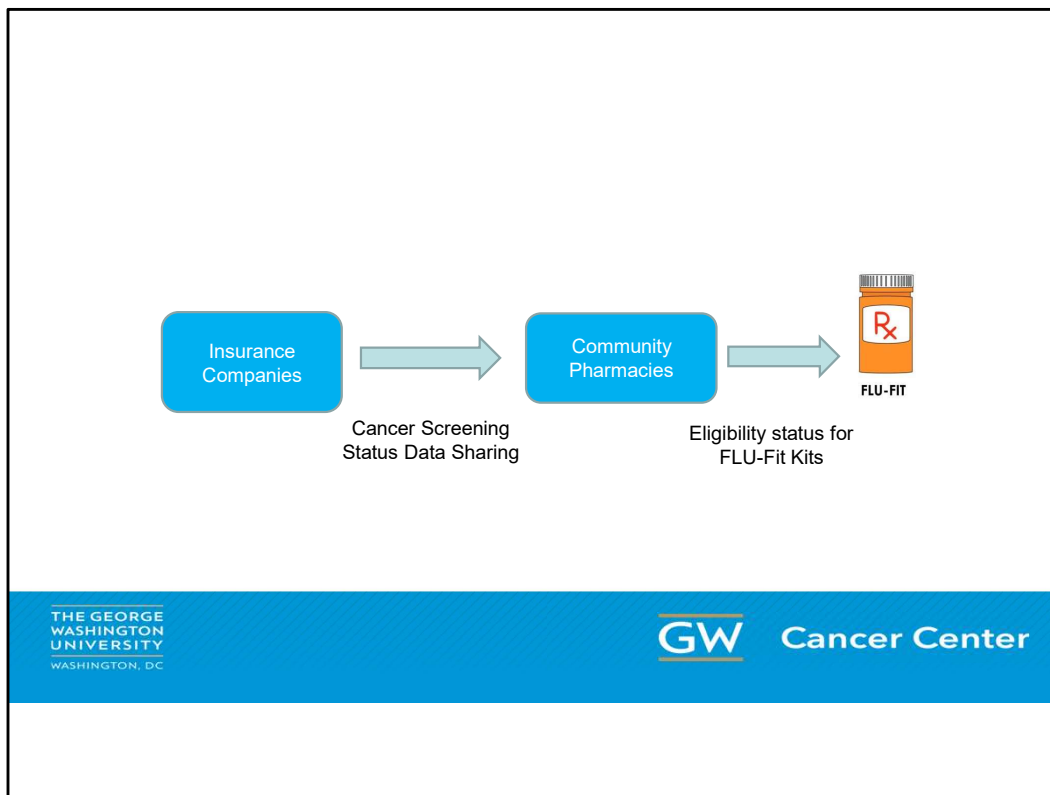 Insurance
Companies
Cancer Screening
Status Data Sharing
Community
Pharmacies
Eligibility status for
FLU-Fit Kits
Rx
FLU-FIT
THE GEORGE
WASHINGTON
UNIVERSITY
WASHINGTON, DC
GW Cancer Center